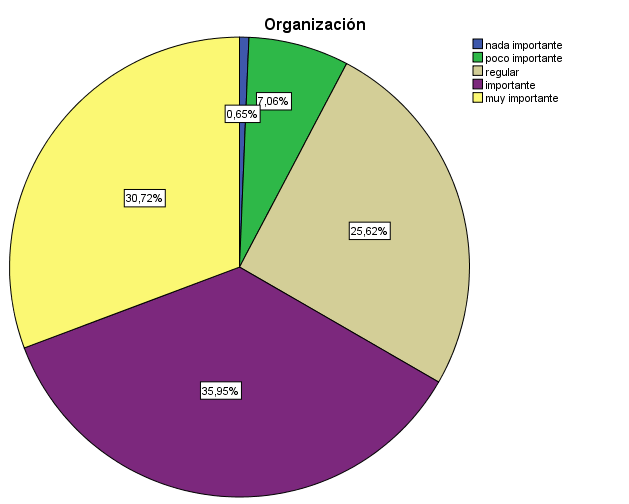 Organización
nada importante
poco importante
regular
importante
muy importante
7,06%
0,65%
30,72%
25,62%
35,95%